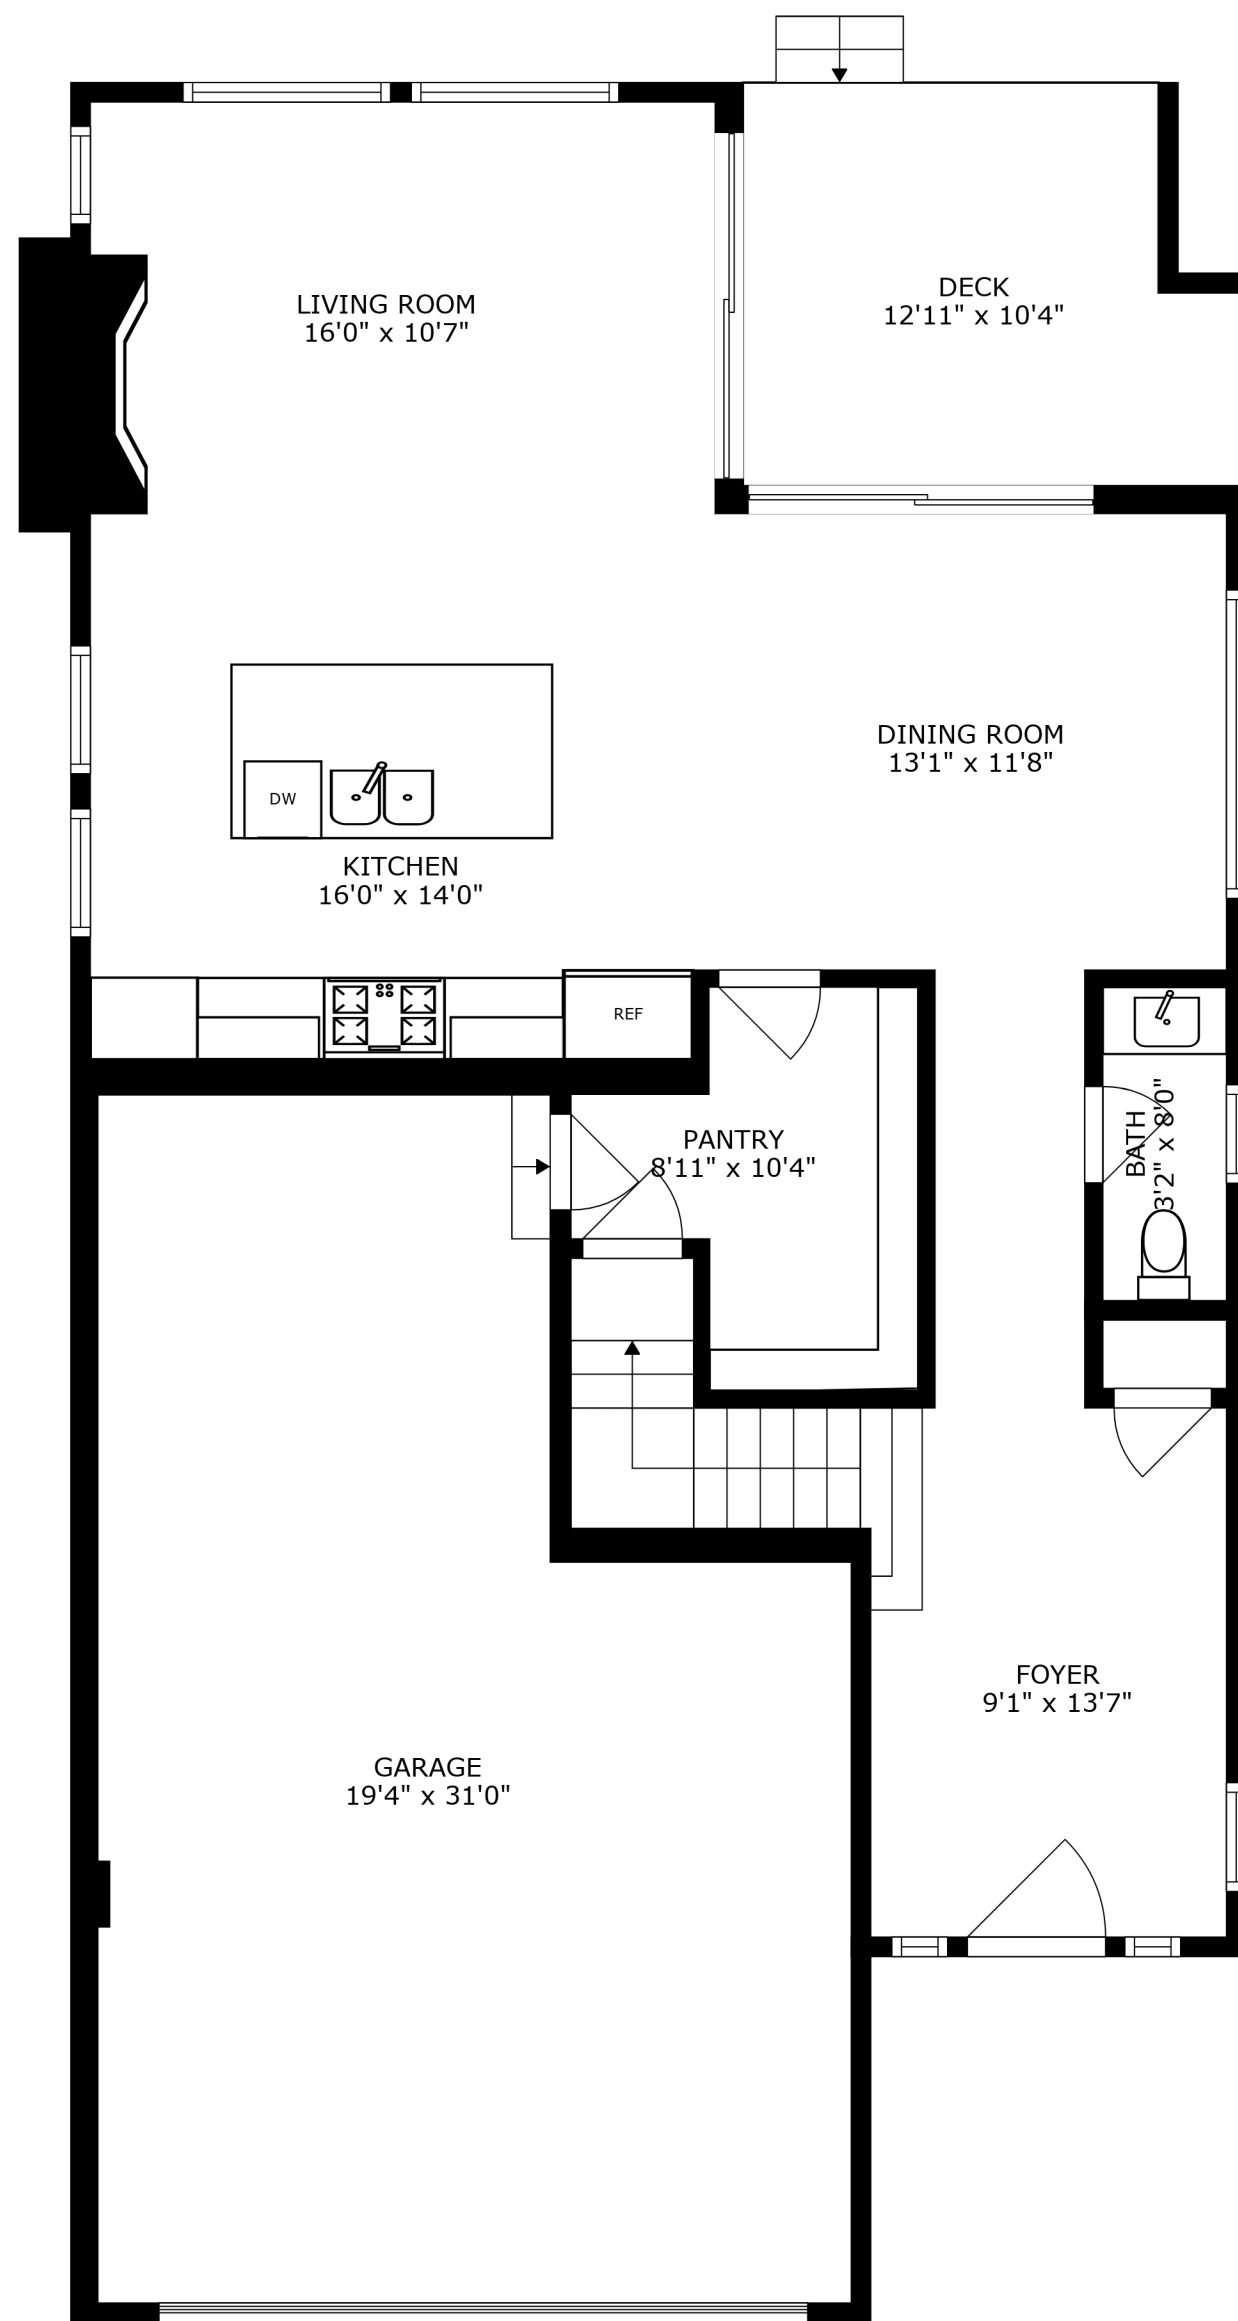 LIVING ROOM
16'0" x 10'7"
DECK
12'11" x 10'4"
DINING ROOM
13'1" x 11'8"
DW
KITCHEN
16'0" x 14'0"
REF
PANTRY
8'11" x 10'4"
BATH
3'2" x 8'0"
FOYER
9'1" x 13'7"
GARAGE
19'4" x 31'0"